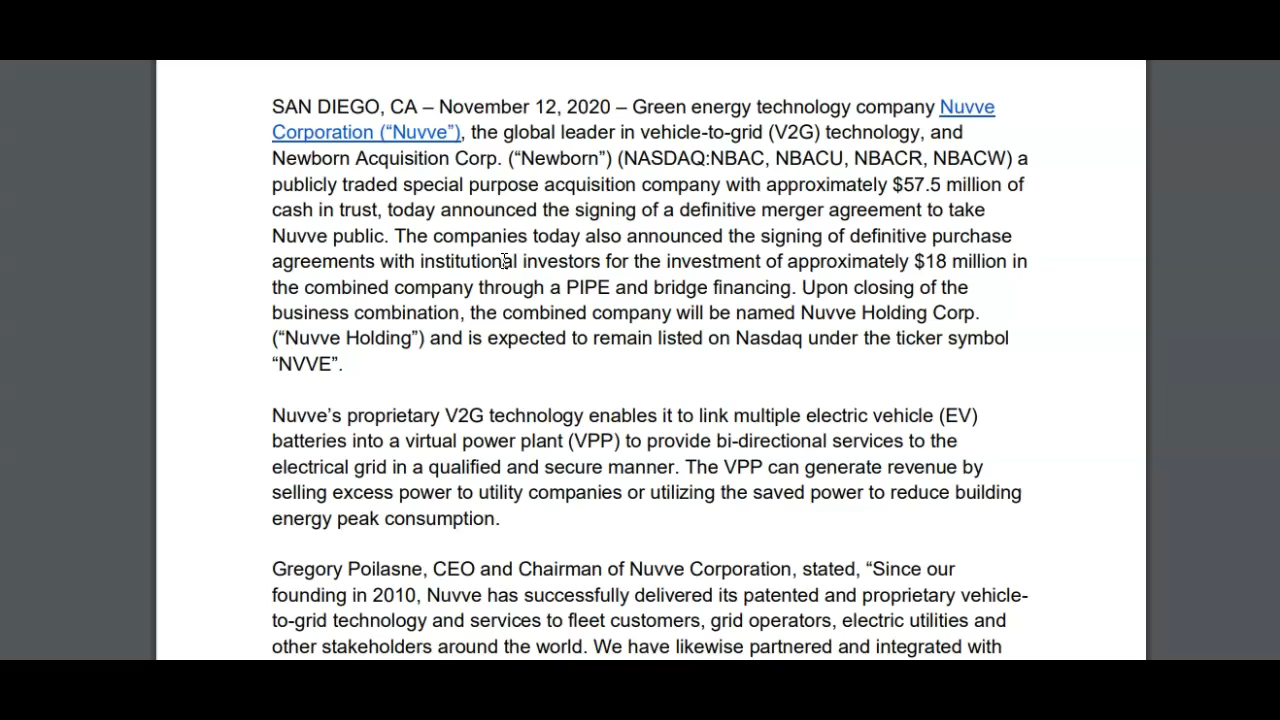 SAN DIEGO, CA – November 12, 2020 – Green energy technology company Nuvve
Corporation (“Nuvve”), the global leader in vehicle-to-grid (V2G) technology, and
Newborn Acquisition Corp. (“Newborn”) (NASDAQ:NBAC, NBACU, NBACR, NBACW) a
publicly traded special purpose acquisition company with approximately $57.5 million of
cash in trust, today announced the signing of a definitive merger agreement to take
Nuvve public. The companies today also announced the signing of definitive purchase
agreements with institutional investors for the investment of approximately $18 million in
the combined company through a PIPE and bridge financing. Upon closing of the
business combination, the combined company will be named Nuvve Holding Corp.
(“Nuvve Holding”) and is expected to remain listed on Nasdaq under the ticker symbol
“NVVE”.
Nuvve’s proprietary V2G technology enables it to link multiple electric vehicle (EV)
batteries into a virtual power plant (VPP) to provide bi-directional services to the
electrical grid in a qualified and secure manner. The VPP can generate revenue by
selling excess power to utility companies or utilizing the saved power to reduce building
energy peak consumption.
Gregory Poilasne, CEO and Chairman of Nuvve Corporation, stated, “Since our
founding in 2010, Nuvve has successfully delivered its patented and proprietary vehicle-
to-grid technology and services to fleet customers, grid operators, electric utilities and
other stakeholders around the world. We have likewise partnered and integrated with